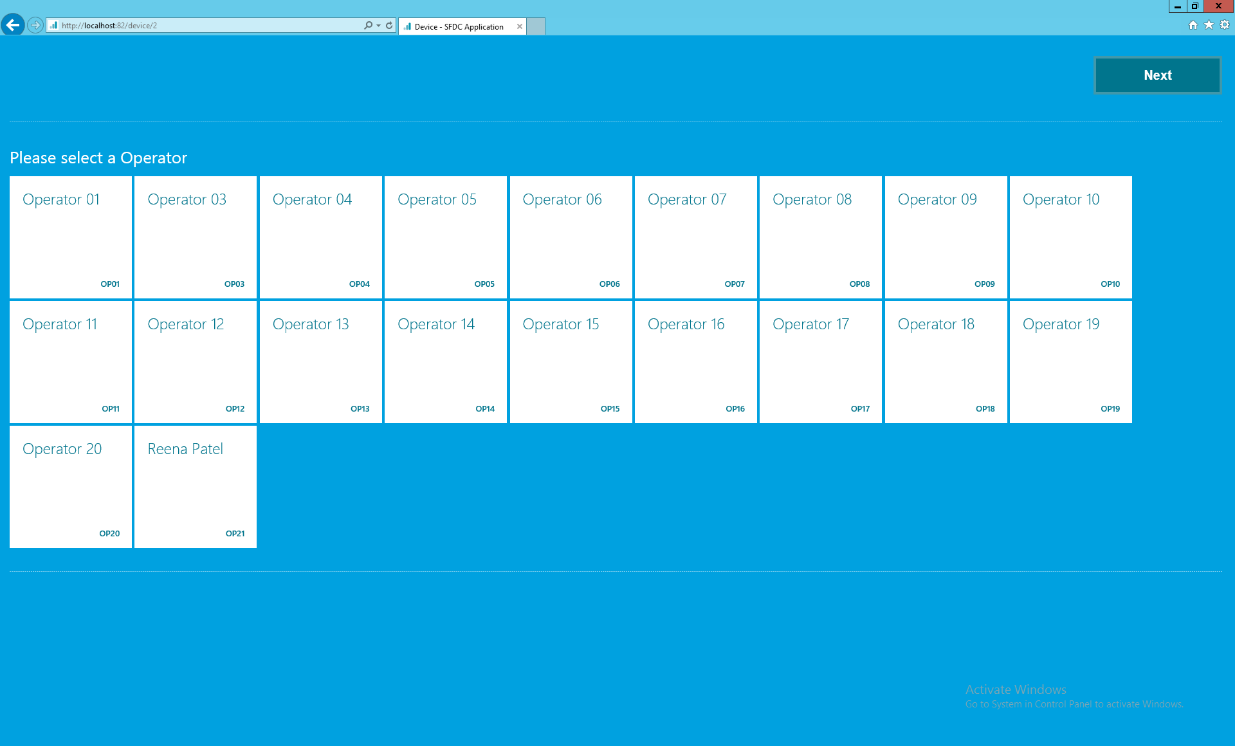 http://localhost:82/device/2
Device - SFDC Application
Next
Please select a Operator
Operator 01
OP01
Operator 03
OP03
Operator 04
OP04
Operator 05
OP05
Operator 06
OP06
Operator 07
OP07
Operator 08
OP08
Operator 09
OP09
Operator 10
OP10
Operator 11
OP11
Operator 12
OP12
Operator 13
OP13
Operator 14
OP14
Operator 15
OP15
Operator 16
OP16
Operator 17
OP17
Operator 18
OP18
Operator 19
OP19
Operator 20
OP20
Reena Patel
OP21
Activate Windows
Go to System in Control Panel to activate Windows.